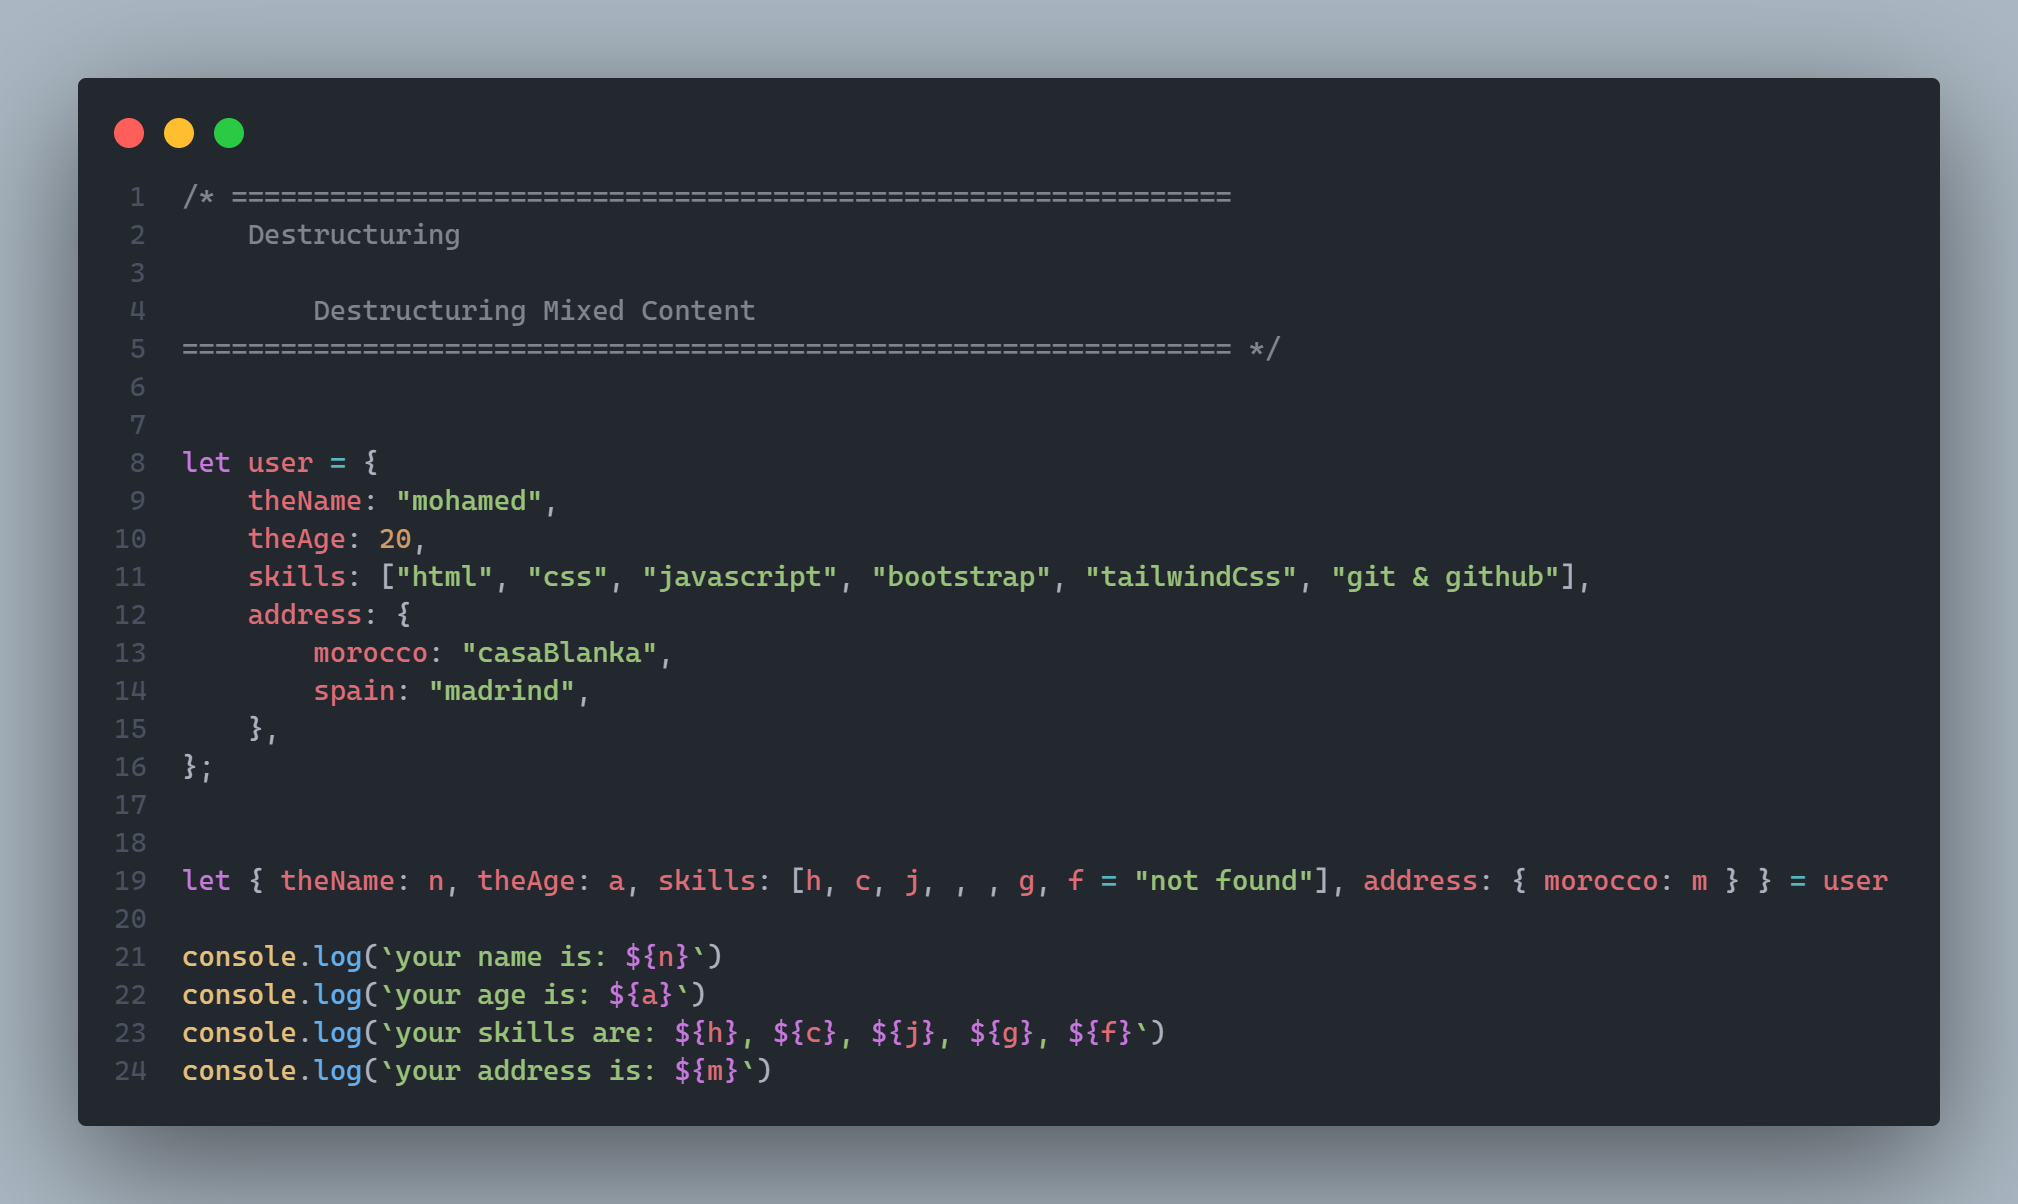 1 /* =============================================================
2     Destructuring
3
4         Destructuring Mixed Content
5 ================================================================ */
6
7
8 let user = {
9     theName: "mohamed",
10     theAge: 20,
11     skills: ["html", "css", "javascript", "bootstrap", "tailwindCss", "git & github"],
12     address: {
13         morocco: "casaBlanka",
14         spain: "madrind",
15     },
16 };
17
18
19 let { theName: n, theAge: a, skills: [h, c, j, , , g, f = "not found"], address: { morocco: m } } = user
20
21 console.log(`your name is: ${n}`)
22 console.log(`your age is: ${a}`)
23 console.log(`your skills are: ${h}, ${c}, ${j}, ${g}, ${f}`)
24 console.log(`your address is: ${m}`)